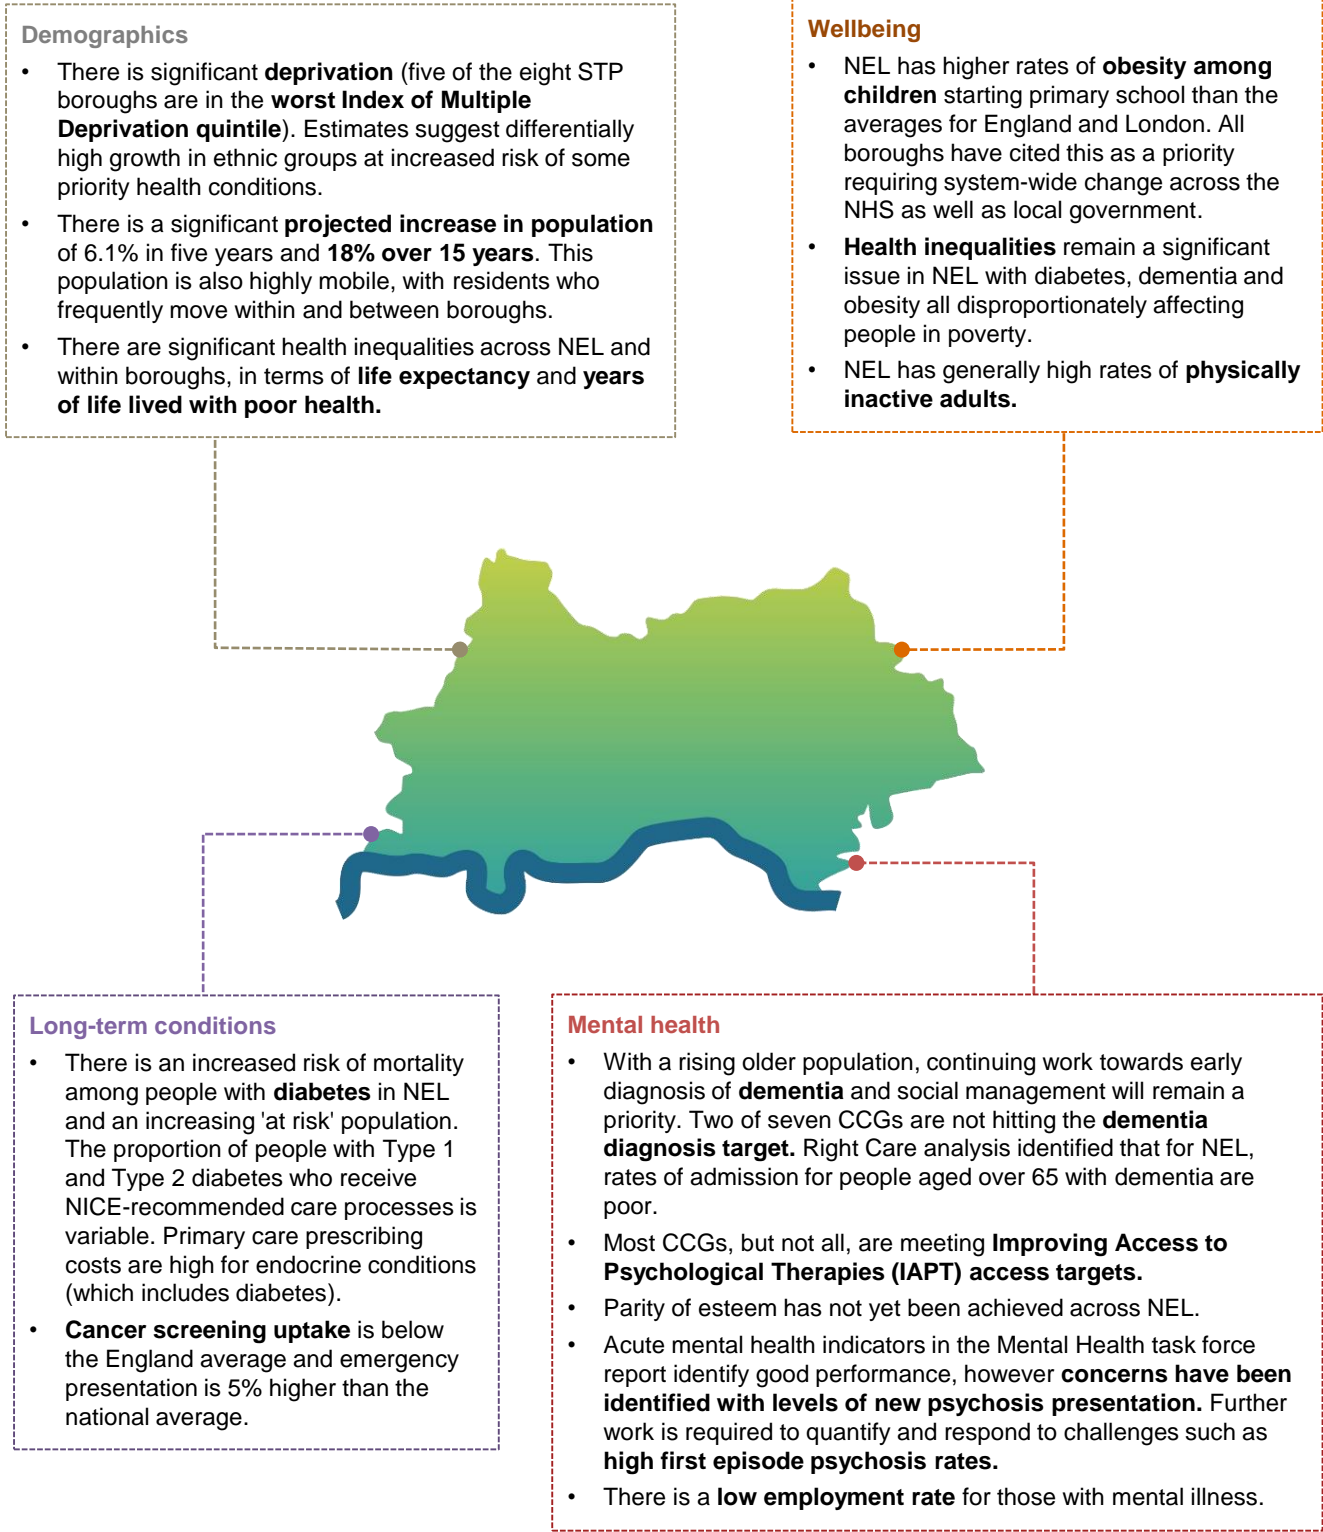 Demographics
• There is significant deprivation (five of the eight STP
boroughs are in the worst Index of Multiple
Deprivation quintile). Estimates suggest differentially
high growth in ethnic groups at increased risk of some
priority health conditions.
• There is a significant projected increase in population
of 6.1% in five years and 18% over 15 years. This
population is also highly mobile, with residents who
frequently move within and between boroughs.
• There are significant health inequalities across NEL and
within boroughs, in terms of life expectancy and years
of life lived with poor health.
Wellbeing
• NEL has higher rates of obesity among
children starting primary school than the
averages for England and London. All
boroughs have cited this as a priority
requiring system-wide change across the
NHS as well as local government.
• Health inequalities remain a significant
issue in NEL with diabetes, dementia and
obesity all disproportionately affecting
people in poverty.
• NEL has generally high rates of physically
inactive adults.
Long-term conditions
• There is an increased risk of mortality
among people with diabetes in NEL
and an increasing 'at risk' population.
The proportion of people with Type 1
and Type 2 diabetes who receive
NICE-recommended care processes is
variable. Primary care prescribing
costs are high for endocrine conditions
(which includes diabetes).
• Cancer screening uptake is below
the England average and emergency
presentation is 5% higher than the
national average.
Mental health
• With a rising older population, continuing work towards early
diagnosis of dementia and social management will remain a
priority. Two of seven CCGs are not hitting the dementia
diagnosis target. Right Care analysis identified that for NEL,
rates of admission for people aged over 65 with dementia are
poor.
• Most CCGs, but not all, are meeting Improving Access to
Psychological Therapies (IAPT) access targets.
• Parity of esteem has not yet been achieved across NEL.
• Acute mental health indicators in the Mental Health task force
report identify good performance, however concerns have been
identified with levels of new psychosis presentation. Further
work is required to quantify and respond to challenges such as
high first episode psychosis rates.
• There is a low employment rate for those with mental illness.